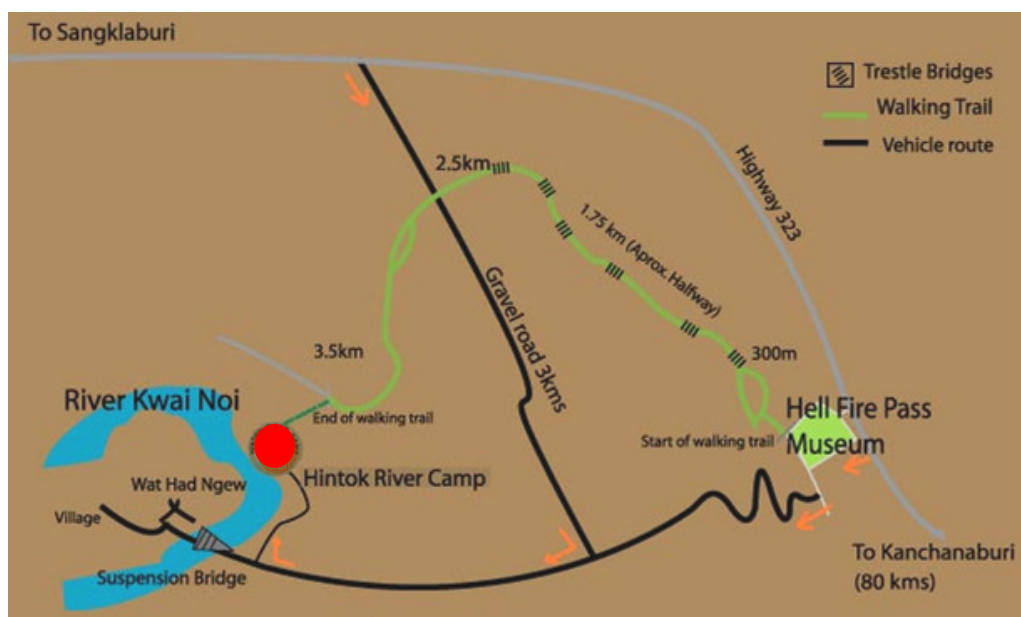 To Sangklaburi
Trestle Bridges
Walking Trail
Vehicle route
Highway 323
2.5km
1.75 km (Aprox. Halfway)
Gravel road 3kms
3.5km
300m
River Kwai Noi
End of walking trail
Start of walking trail
Hell Fire Pass
Museum
Hintok River Camp
Wat Had Ngew
Village
Suspension Bridge
To Kanchanaburi
(80 kms)